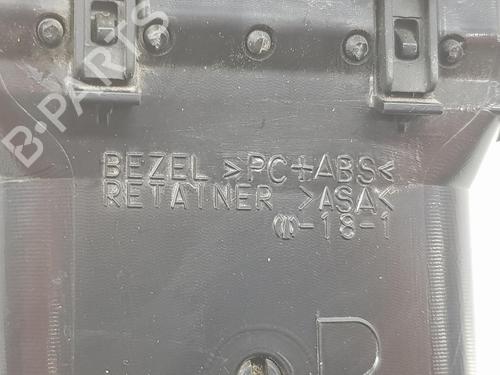 BEZEL >PC+ABS<
RETAINER >ASA<
-18-1
R
B-PARTS